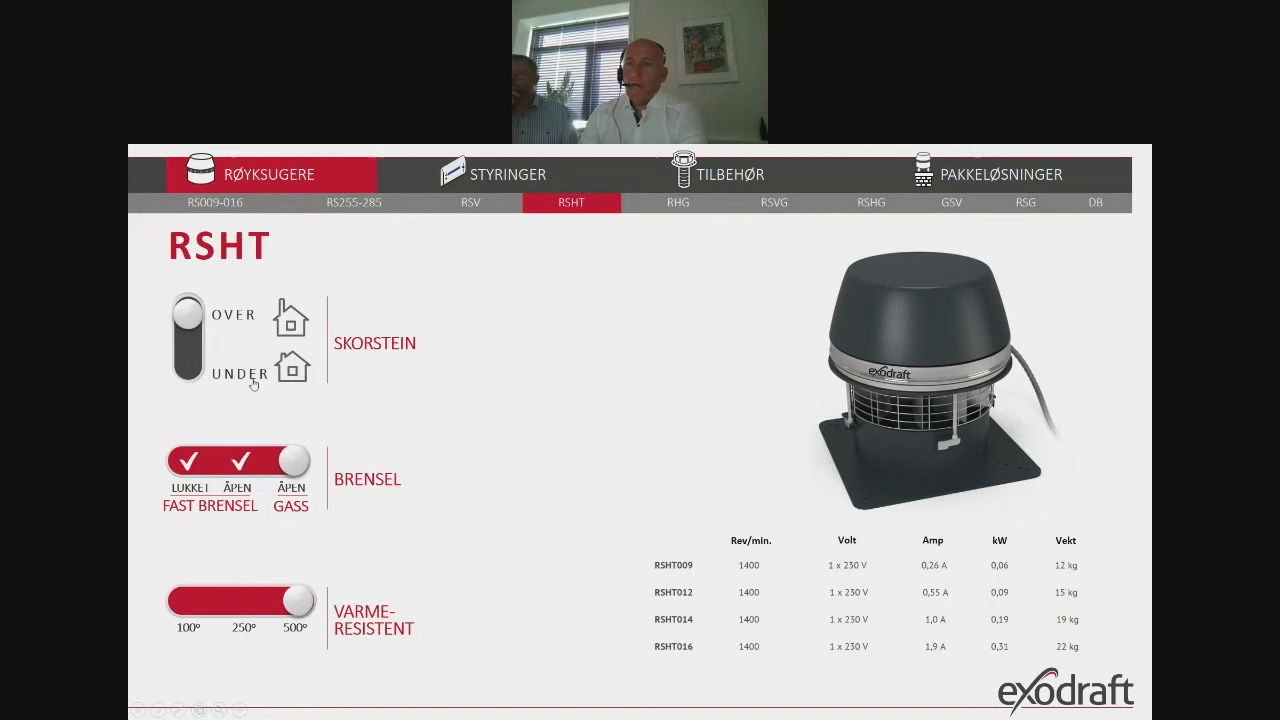 RØYKSUGERE STYRINGER TILBEHØR PAKKELØSNINGER
RS009-016 RS255-285 RSV RSHT RHG RSVG RSHG GSV RSG DB
RSHT
OVER
UNDER
SKORSTEIN
LUKKET ÅPEN ÅPEN
FAST BRENSEL GASS
BRENSEL
100° 250° 500°
VARME-
RESISTENT
exodraft
Rev/min. Volt Amp kW Vekt
RSHT009 1400 1 x 230 V 0,26 A 0,06 12 kg
RSHT012 1400 1 x 230 V 0,55 A 0,09 15 kg
RSHT014 1400 1 x 230 V 1,0 A 0,19 19 kg
RSHT016 1400 1 x 230 V 1,9 A 0,31 22 kg
exodraft